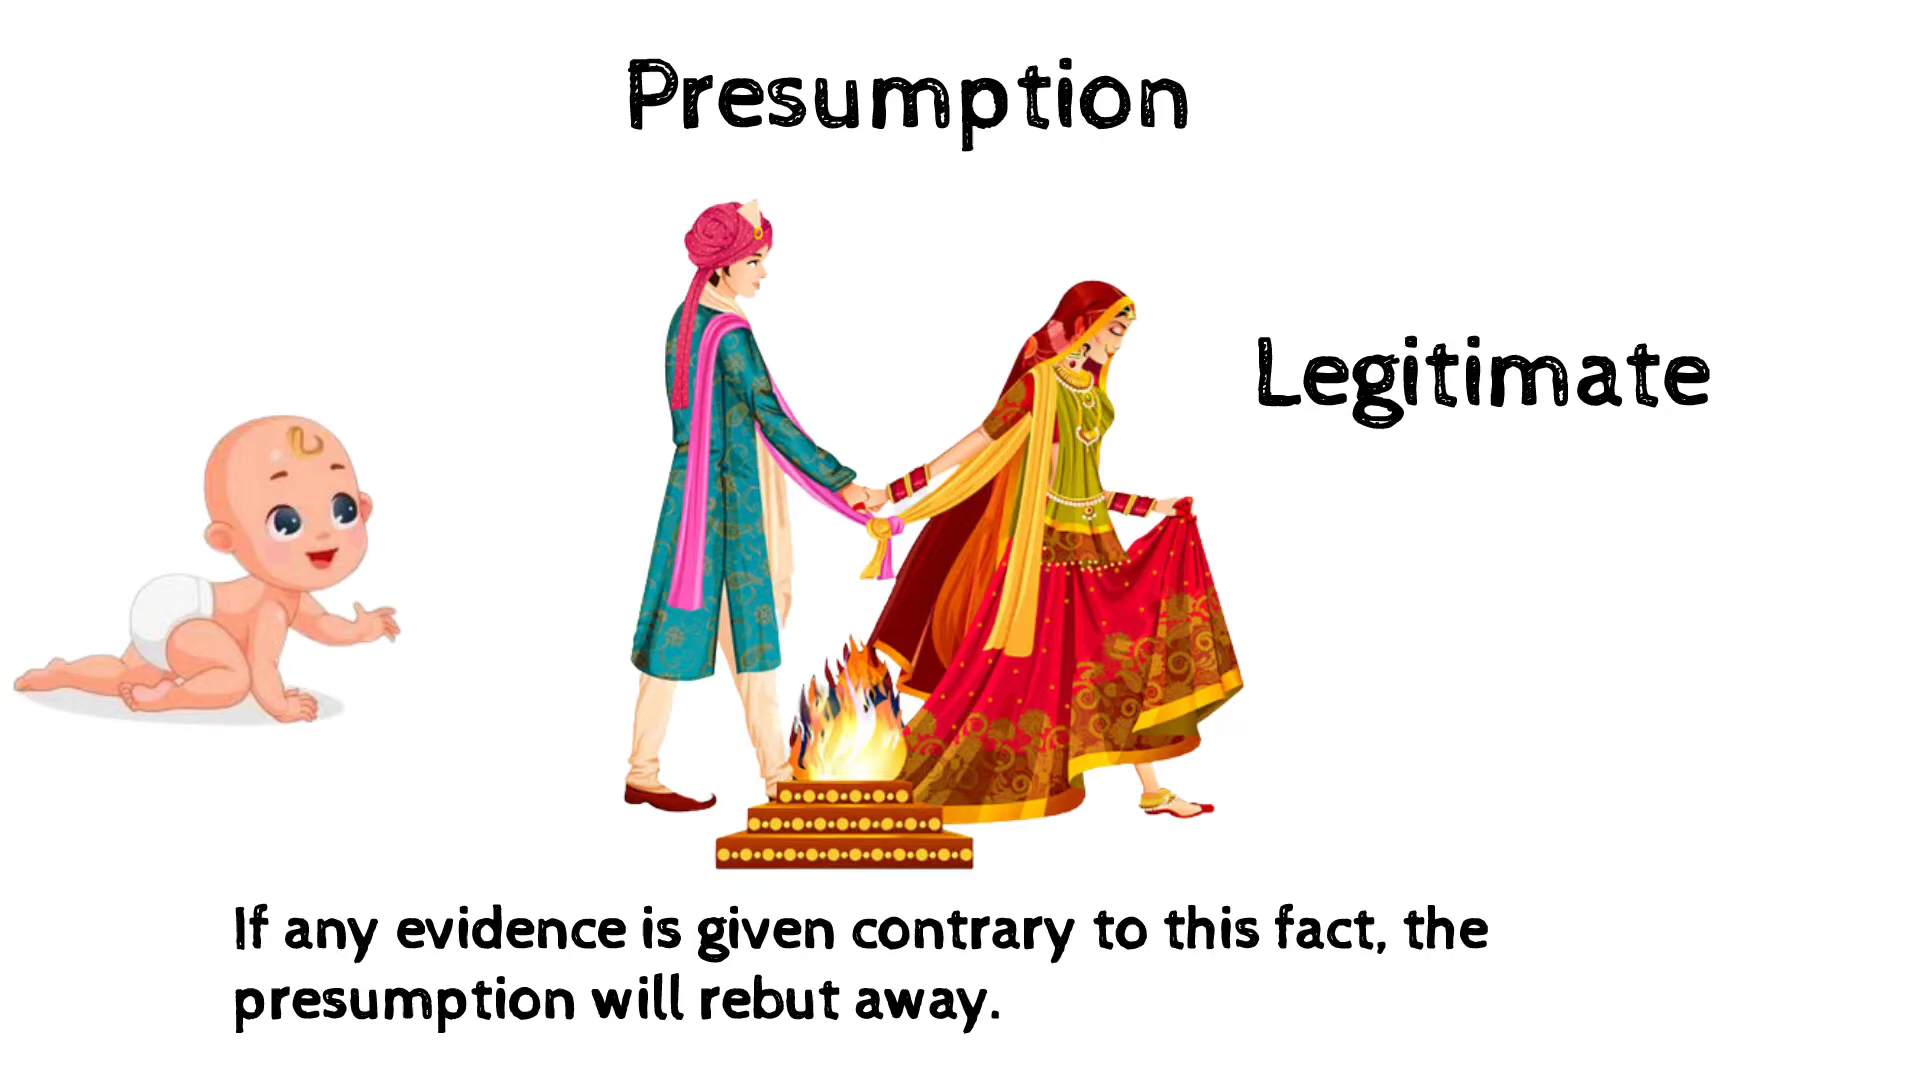 Presumption
Legitimate
If any evidence is given contrary to this fact, the
presumption will rebut away.